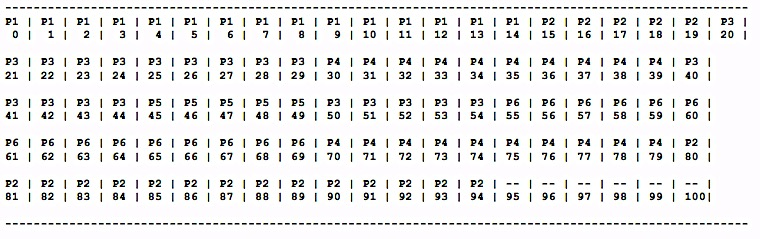 ---------------------------------------------------------------------------------------------------------
P1 | P1 | P1 | P1 | P1 | P1 | P1 | P1 | P1 | P1 | P1 | P1 | P1 | P1 | P1 | P2 | P2 | P2 | P2 | P2 | P3 |
0 | 1 | 2 | 3 | 4 | 5 | 6 | 7 | 8 | 9 | 10 | 11 | 12 | 13 | 14 | 15 | 16 | 17 | 18 | 19 | 20 |
P3 | P3 | P3 | P3 | P3 | P3 | P3 | P3 | P3 | P4 | P4 | P4 | P4 | P4 | P4 | P4 | P4 | P4 | P4 | P3 |
21 | 22 | 23 | 24 | 25 | 26 | 27 | 28 | 29 | 30 | 31 | 32 | 33 | 34 | 35 | 36 | 37 | 38 | 39 | 40 |
P3 | P3 | P3 | P3 | P5 | P5 | P5 | P5 | P5 | P3 | P3 | P3 | P3 | P3 | P6 | P6 | P6 | P6 | P6 | P6 |
41 | 42 | 43 | 44 | 45 | 46 | 47 | 48 | 49 | 50 | 51 | 52 | 53 | 54 | 55 | 56 | 57 | 58 | 59 | 60 |
P6 | P6 | P6 | P6 | P6 | P6 | P6 | P6 | P6 | P4 | P4 | P4 | P4 | P4 | P4 | P4 | P4 | P4 | P4 | P2 |
61 | 62 | 63 | 64 | 65 | 66 | 67 | 68 | 69 | 70 | 71 | 72 | 73 | 74 | 75 | 76 | 77 | 78 | 79 | 80 |
P2 | P2 | P2 | P2 | P2 | P2 | P2 | P2 | P2 | P2 | P2 | P2 | P2 | P2 | -- | -- | -- | -- | -- | -- |
81 | 82 | 83 | 84 | 85 | 86 | 87 | 88 | 89 | 90 | 91 | 92 | 93 | 94 | 95 | 96 | 97 | 98 | 99 | 100|
---------------------------------------------------------------------------------------------------------